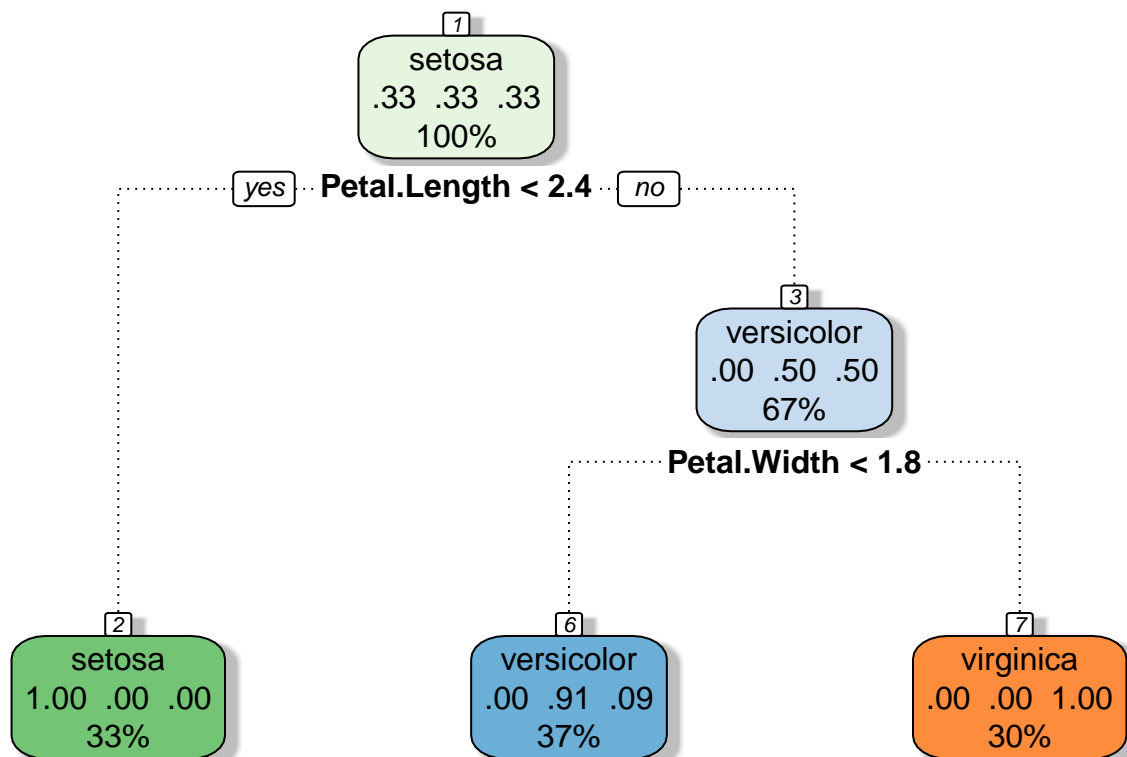 1
setosa
.33 .33 .33
100%
yes Petal.Length < 2.4 no
3
versicolor
.00 .50 .50
67%
Petal.Width < 1.8
2
setosa
1.00 .00 .00
33%
6
versicolor
.00 .91 .09
37%
7
virginica
.00 .00 1.00
30%